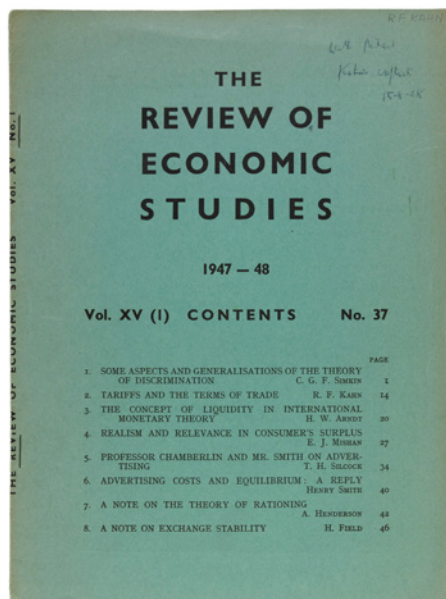 R F KAHN
15-4-48
THE
REVIEW OF
ECONOMIC
STUDIES
1947 — 48
Vol. XV (1) CONTENTS No. 37
PAGE
1. SOME ASPECTS AND GENERALISATIONS OF THE THEORY
OF DISCRIMINATION C. G. F. SIMKIN 1
2. TARIFFS AND THE TERMS OF TRADE R. F. KAHN 14
3. THE CONCEPT OF LIQUIDITY IN INTERNATIONAL
MONETARY THEORY H. W. ARNDT 20
4. REALISM AND RELEVANCE IN CONSUMER'S SURPLUS
E. J. MISHAN 27
5. PROFESSOR CHAMBERLIN AND MR. SMITH ON ADVER-
TISING T. H. SILCOCK 34
6. ADVERTISING COSTS AND EQUILIBRIUM: A REPLY
HENRY SMITH 40
7. A NOTE ON THE THEORY OF RATIONING
A. HENDERSON 42
8. A NOTE ON EXCHANGE STABILITY H. FIELD 46
THE REVIEW OF ECONOMIC STUDIES Vol. XV No. 1